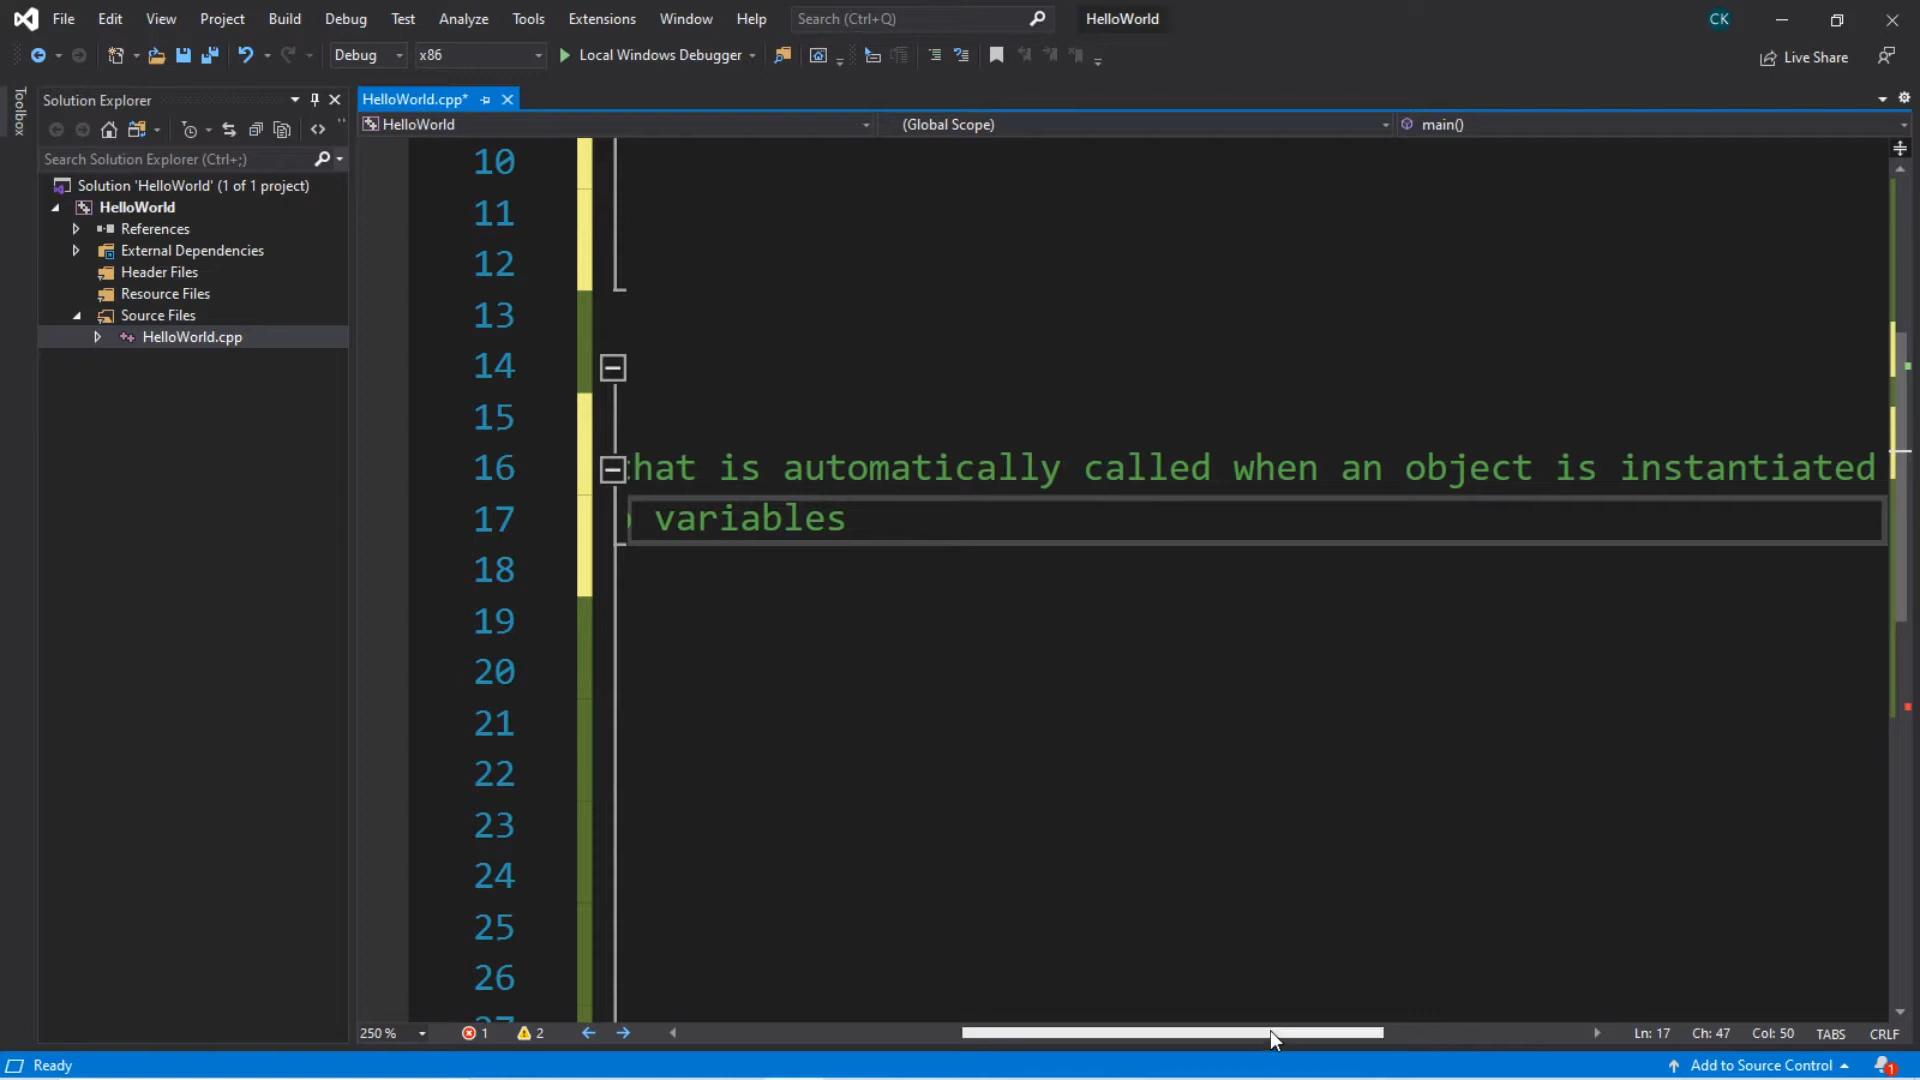 File Edit View Project Build Debug Test Analyze Tools Extensions Window Help Search (Ctrl+Q) HelloWorld CK
Debug x86 Local Windows Debugger Live Share
Toolbox
Solution Explorer
Search Solution Explorer (Ctrl+;)
Solution 'HelloWorld' (1 of 1 project)
HelloWorld
References
External Dependencies
Header Files
Resource Files
Source Files
HelloWorld.cpp
HelloWorld.cpp*
HelloWorld (Global Scope) main()
10
11
12
13
14
15
16 hat is automatically called when an object is instantiated
17 variables
18
19
20
21
22
23
24
25
26
250 % 1 2 Ln: 17 Ch: 47 Col: 50 TABS CRLF
Ready Add to Source Control 1